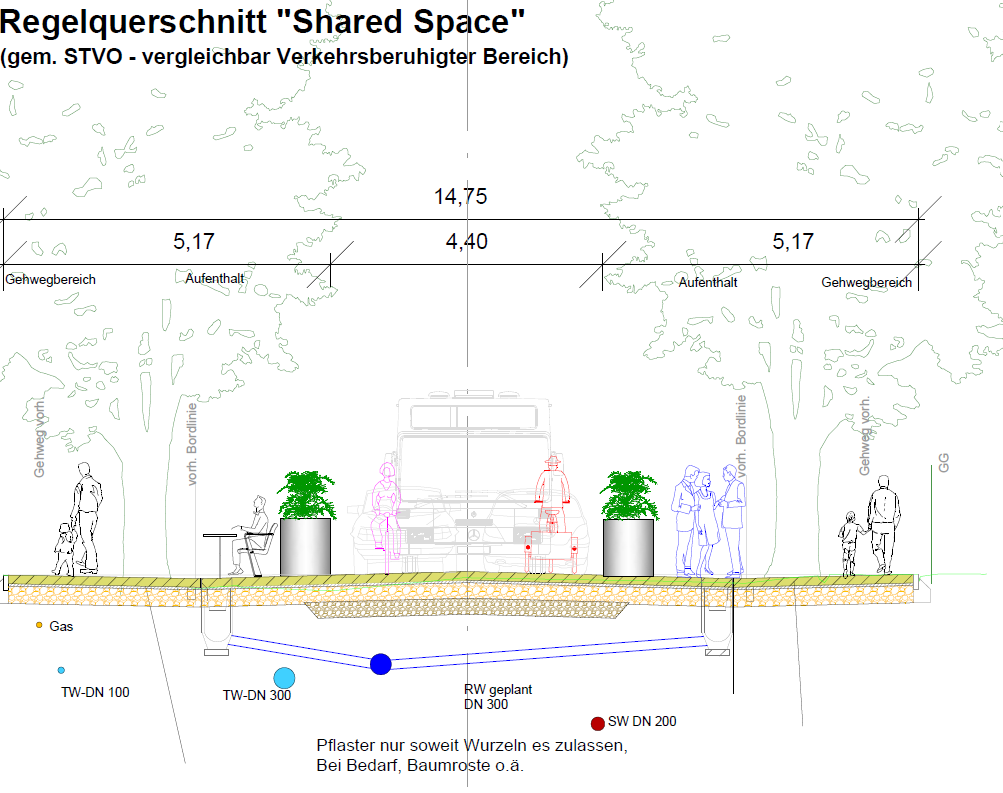 Regelquerschnitt "Shared Space"
(gem. STVO - vergleichbar Verkehrsberuhigter Bereich)
14,75
5,17
4,40
5,17
Gehwegbereich
Aufenthalt
Aufenthalt
Gehwegbereich
Gehweg vorh.
vorh. Bordlinie
vorh. Bordlinie
Gehweg vorh.
GG
Gas
TW-DN 100
TW-DN 300
RW geplant
DN 300
SW DN 200
Pflaster nur soweit Wurzeln es zulassen,
Bei Bedarf, Baumroste o.ä.